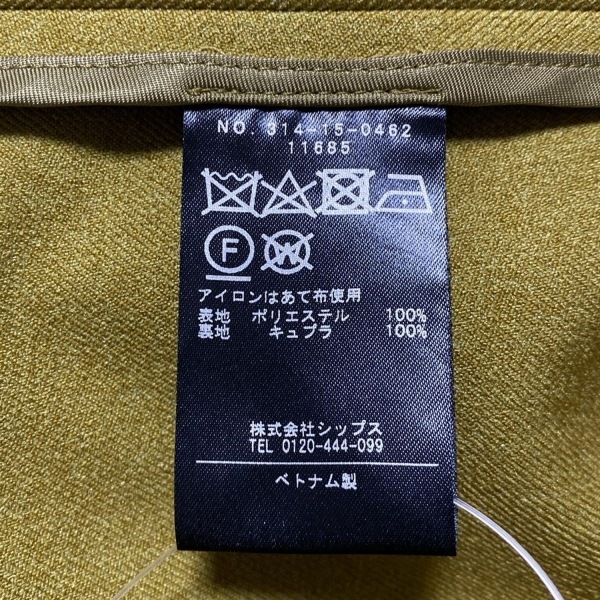 NO. 314-15-0462
11685
F W
アイロンはあて布使用
表地 ポリエステル 100%
裏地 キュプラ 100%
株式会社シップス
TEL 0120-444-099
ベトナム製